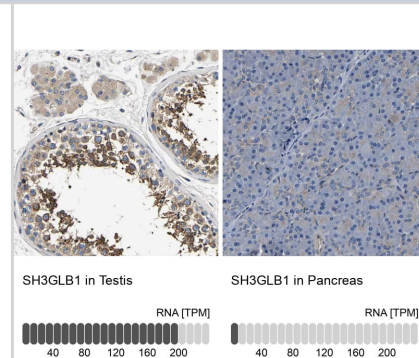 SH3GLB1 in Testis
SH3GLB1 in Pancreas
RNA [TPM]
RNA [TPM]
40 80 120 160 200
40 80 120 160 200